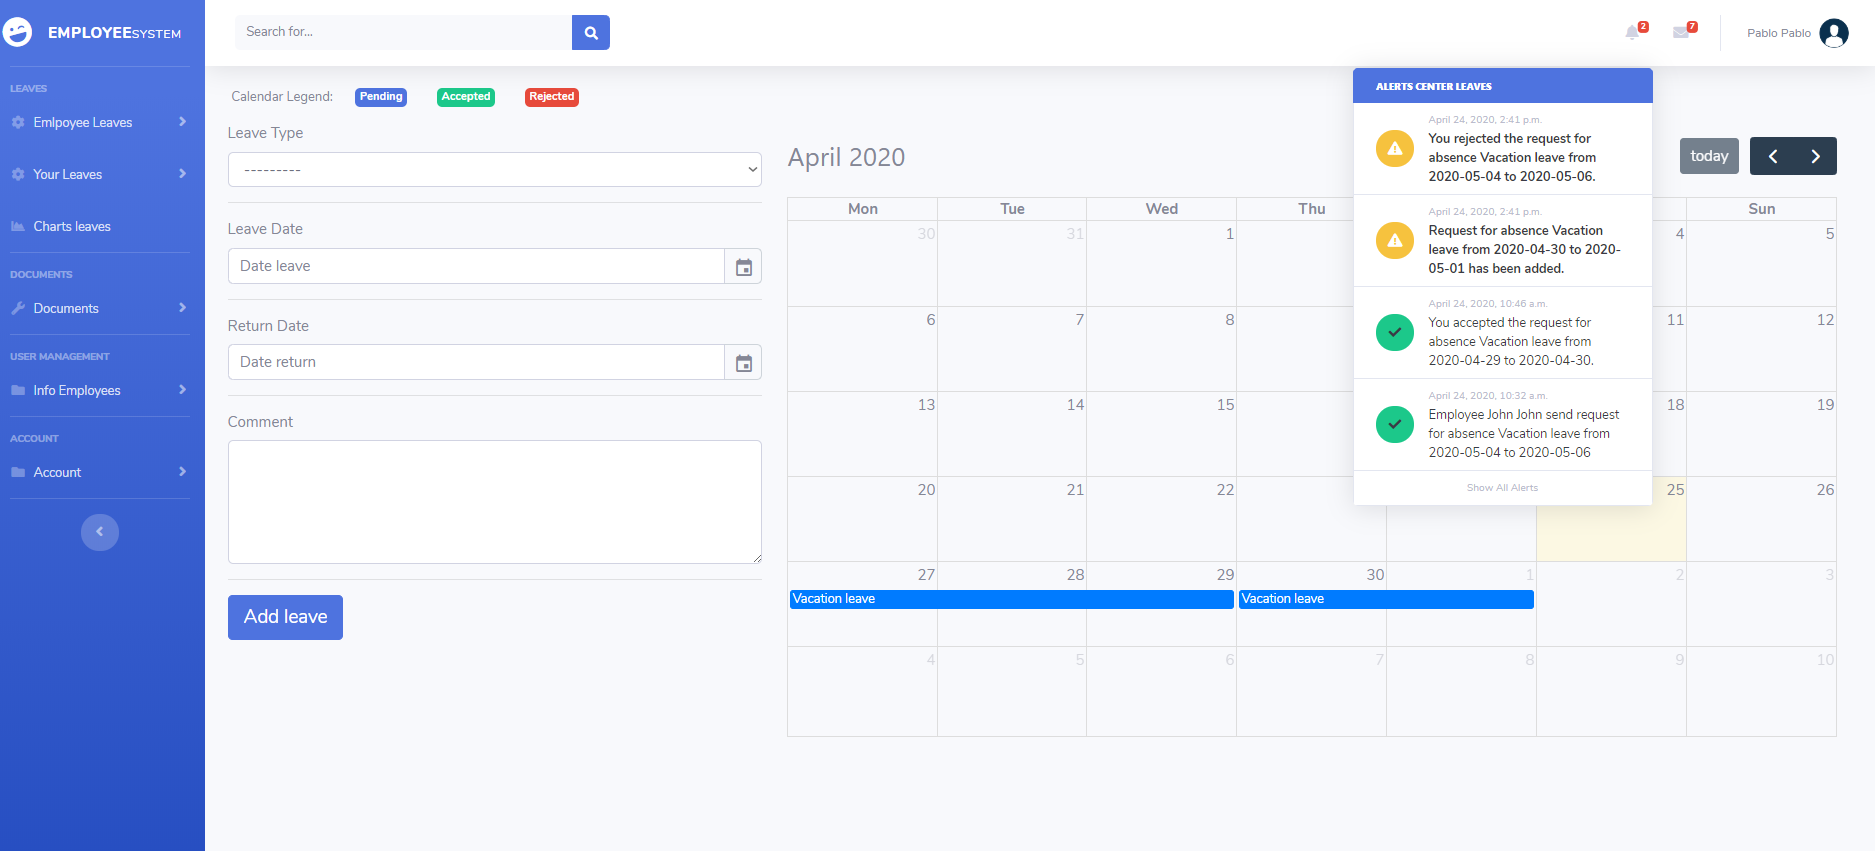 EMPLOYEESYSTEM
LEAVES
Emlpoyee Leaves
Your Leaves
Charts leaves
DOCUMENTS
Documents
USER MANAGEMENT
Info Employees
ACCOUNT
Account
Search for...
2
7
Pablo Pablo
Calendar Legend: Pending Accepted Rejected
Leave Type
---------
Leave Date
Date leave
Return Date
Date return
Comment
Add leave
ALERTS CENTER LEAVES
April 24, 2020, 2:41 p.m.
You rejected the request for
absence Vacation leave from
2020-05-04 to 2020-05-06.
April 24, 2020, 2:41 p.m.
Request for absence Vacation
leave from 2020-04-30 to 2020-
05-01 has been added.
April 24, 2020, 10:46 a.m.
You accepted the request for
absence Vacation leave from
2020-04-29 to 2020-04-30.
April 24, 2020, 10:32 a.m.
Employee John John send request
for absence Vacation leave from
2020-05-04 to 2020-05-06
Show All Alerts
April 2020
today
Mon Tue Wed Thu Sun
30 31 1 4 5
6 7 8 11 12
13 14 15 18 19
20 21 22 25 26
27 28 29 30 1 2 3
Vacation leave Vacation leave
4 5 6 7 8 9 10